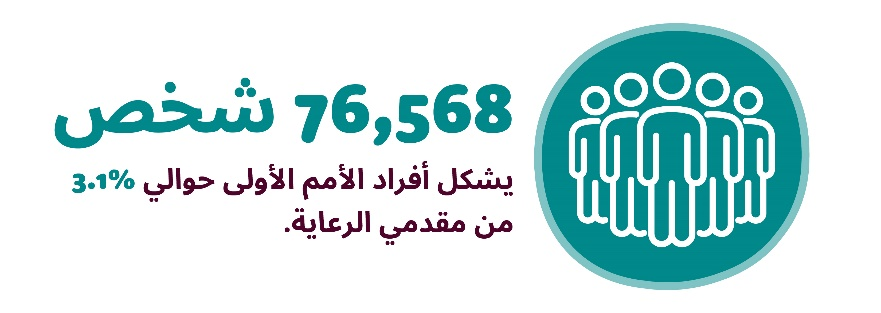 76,568 شخص
يشكل أفراد الأمم الأولى حوالي 3.1%
من مقدمي الرعاية.